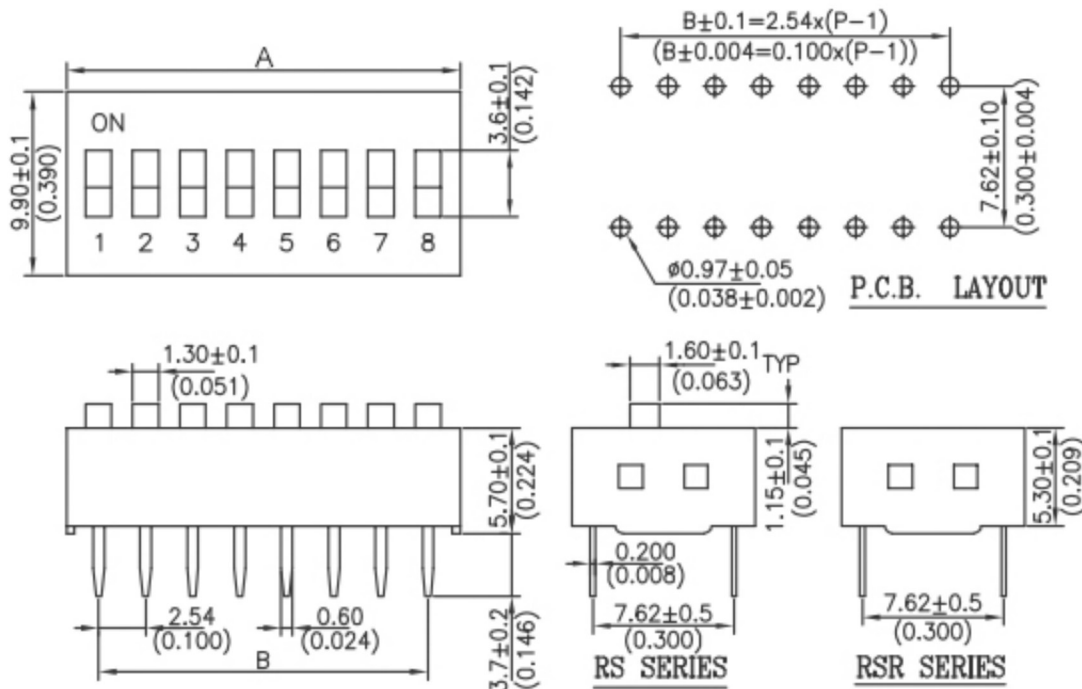 A
9.90±0.1
(0.390)
ON
1 2 3 4 5 6 7 8
3.6±0.1
(0.142)
B±0.1=2.54x(P-1)
(B±0.004=0.100x(P-1))
7.62±0.10
(0.300±0.004)
ø0.97±0.05
(0.038±0.002)
P.C.B. LAYOUT
1.30±0.1
(0.051)
5.70±0.1
(0.224)
2.54
(0.100)
0.60
(0.024)
B
3.7±0.2
(0.146)
1.60±0.1
(0.063)
TYP
1.15±0.1
(0.045)
0.200
(0.008)
7.62±0.5
(0.300)
RS SERIES
5.30±0.1
(0.209)
7.62±0.5
(0.300)
RSR SERIES